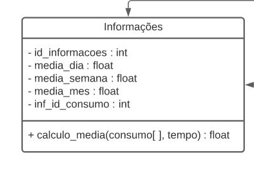 Informações
- id_informacoes : int
- media_dia : float
- media_semana : float
- media_mes : float
- inf_id_consumo : int
+ calculo_media(consumo[ ], tempo) : float